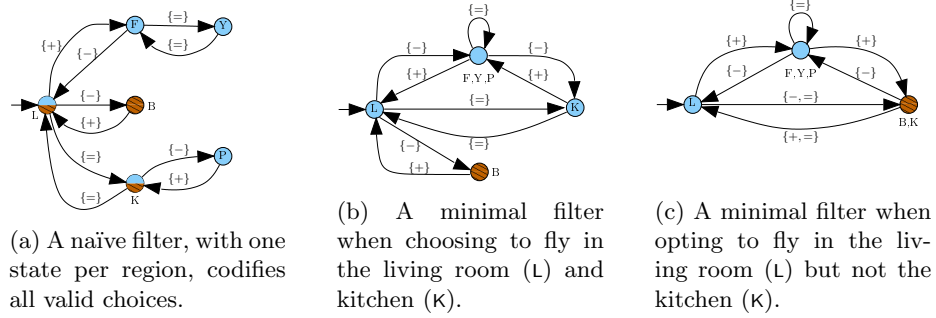 {=}
{=}
F
Y
{+}
{−}
{=}
L
{−}
B
{+}
{=}
{−}
P
{+}
{=}
K
{=}
{−}
{−}
{+}
F,Y,P
{+}
L
{=}
K
{−}
{=}
{+}
B
{=}
{+}
{+}
{−}
F,Y,P
{−}
L
{−,=}
B,K
{+,=}
(a) A naïve filter, with one
state per region, codifies
all valid choices.
(b) A minimal filter
when choosing to fly in
the living room (L) and
kitchen (K).
(c) A minimal filter when
opting to fly in the liv-
ing room (L) but not the
kitchen (K).